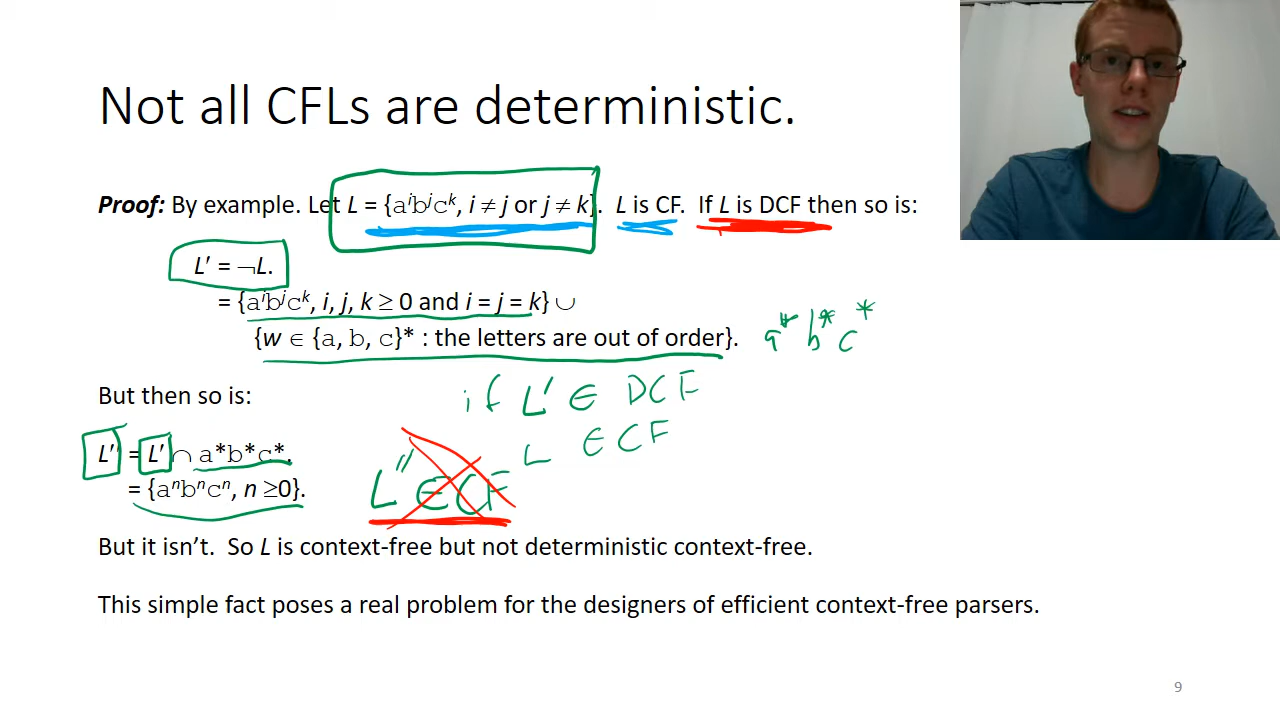 Not all CFLs are deterministic.
Proof: By example. Let L = {aⁱbʲcᵏ, i ≠ j or j ≠ k}. L is CF. If L is DCF then so is:
L′ = ¬L.
= {aⁱbʲcᵏ, i, j, k ≥ 0 and i = j = k} ∪
{w ∈ {a, b, c}* : the letters are out of order}.
a* b* c*
But then so is:
if L′ ∈ DCF
L ∈ CF
L″ = L′ ∩ a*b*c*.
L″ ∈ CF
= {aⁿbⁿcⁿ, n ≥0}.
But it isn't. So L is context-free but not deterministic context-free.
This simple fact poses a real problem for the designers of efficient context-free parsers.
9